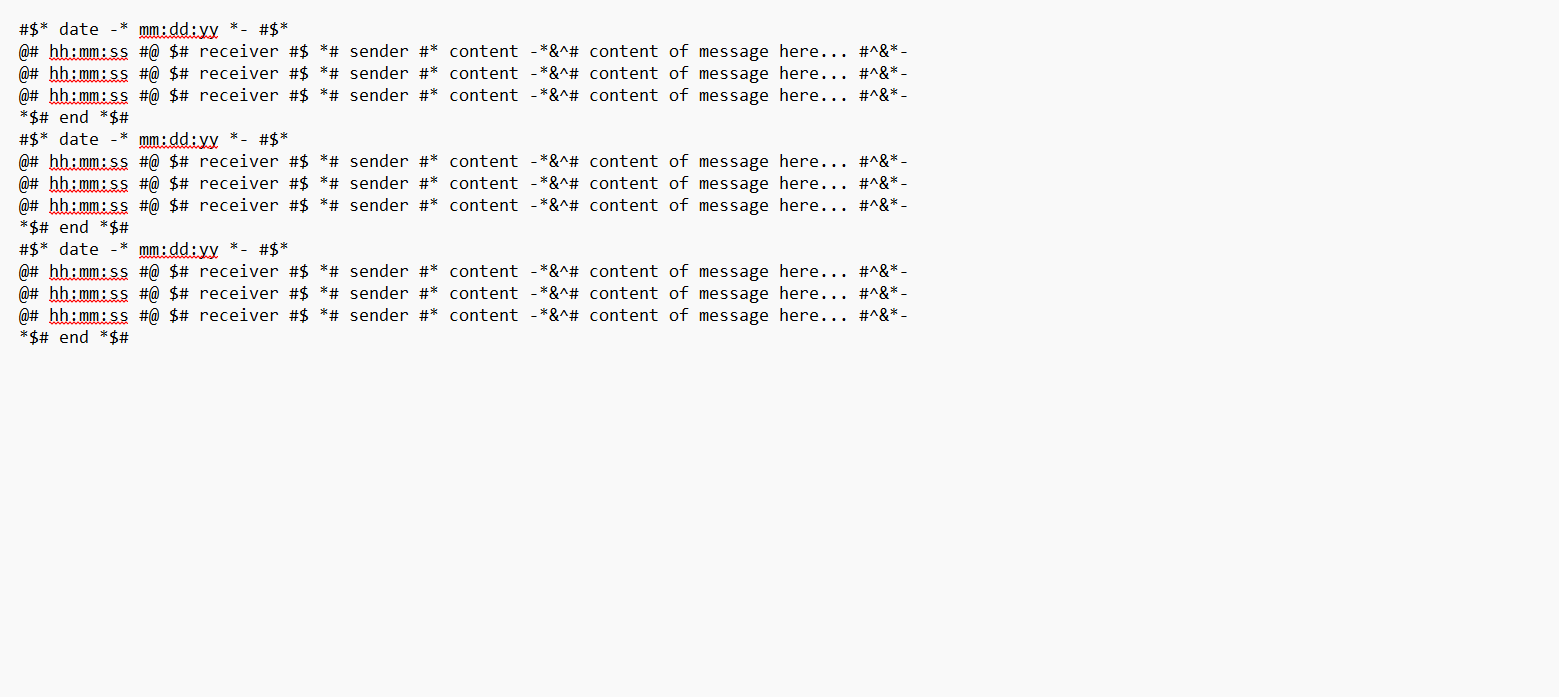 #$* date -* mm:dd:yy *- #$*
@# hh:mm:ss #@ $# receiver #$ *# sender #* content -*&^# content of message here... #^&*-
@# hh:mm:ss #@ $# receiver #$ *# sender #* content -*&^# content of message here... #^&*-
@# hh:mm:ss #@ $# receiver #$ *# sender #* content -*&^# content of message here... #^&*-
*$# end *$#
#$* date -* mm:dd:yy *- #$*
@# hh:mm:ss #@ $# receiver #$ *# sender #* content -*&^# content of message here... #^&*-
@# hh:mm:ss #@ $# receiver #$ *# sender #* content -*&^# content of message here... #^&*-
@# hh:mm:ss #@ $# receiver #$ *# sender #* content -*&^# content of message here... #^&*-
*$# end *$#
#$* date -* mm:dd:yy *- #$*
@# hh:mm:ss #@ $# receiver #$ *# sender #* content -*&^# content of message here... #^&*-
@# hh:mm:ss #@ $# receiver #$ *# sender #* content -*&^# content of message here... #^&*-
@# hh:mm:ss #@ $# receiver #$ *# sender #* content -*&^# content of message here... #^&*-
*$# end *$#